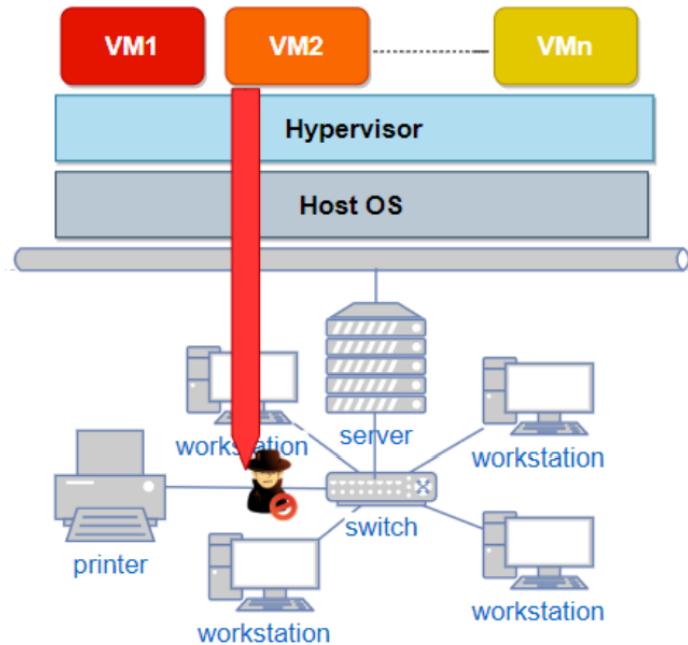 VM1
VM2
VMn
Hypervisor
Host OS
workstation
server
workstation
printer
switch
workstation
workstation